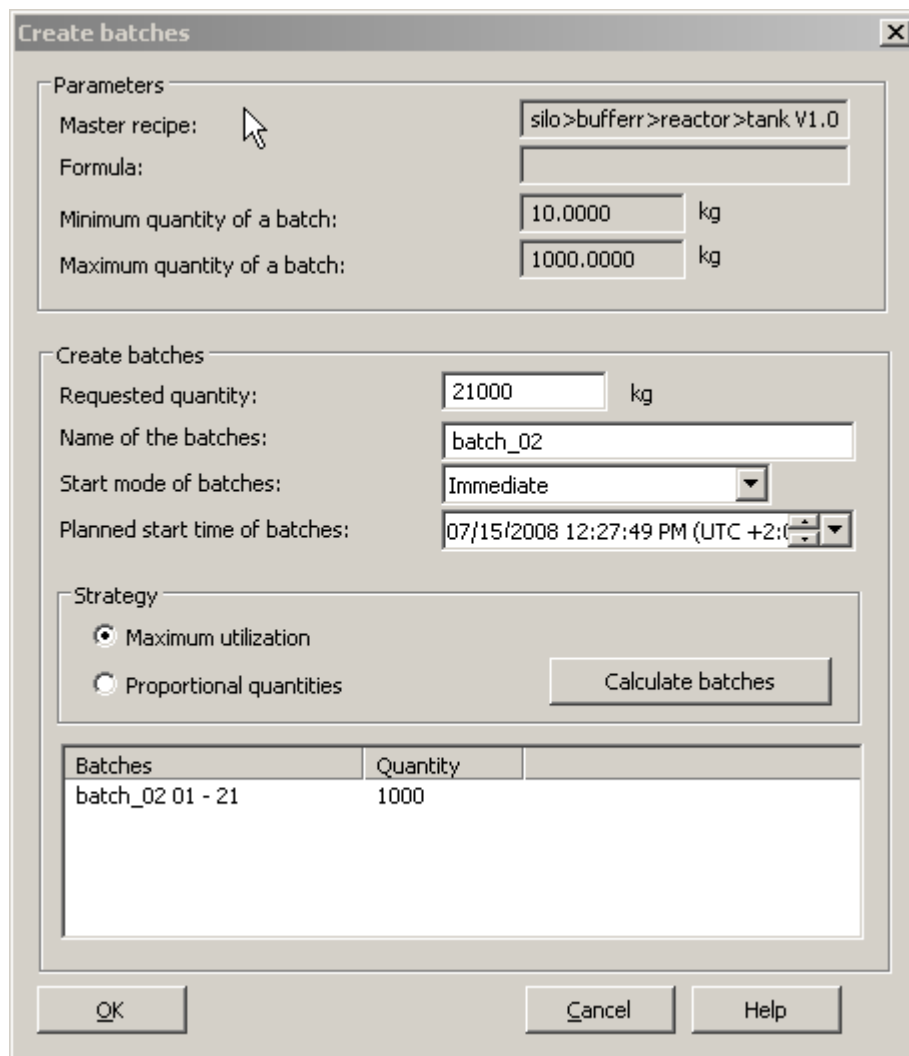 Create batches
Parameters
Master recipe: silo>bufferr>reactor>tank V1.0
Formula:
Minimum quantity of a batch: 10.0000 kg
Maximum quantity of a batch: 1000.0000 kg
Create batches
Requested quantity: 21000 kg
Name of the batches: batch_02
Start mode of batches: Immediate
Planned start time of batches: 07/15/2008 12:27:49 PM (UTC +2:0
Strategy
Maximum utilization
Proportional quantities Calculate batches
Batches Quantity
batch_02 01 - 21 1000
OK Cancel Help